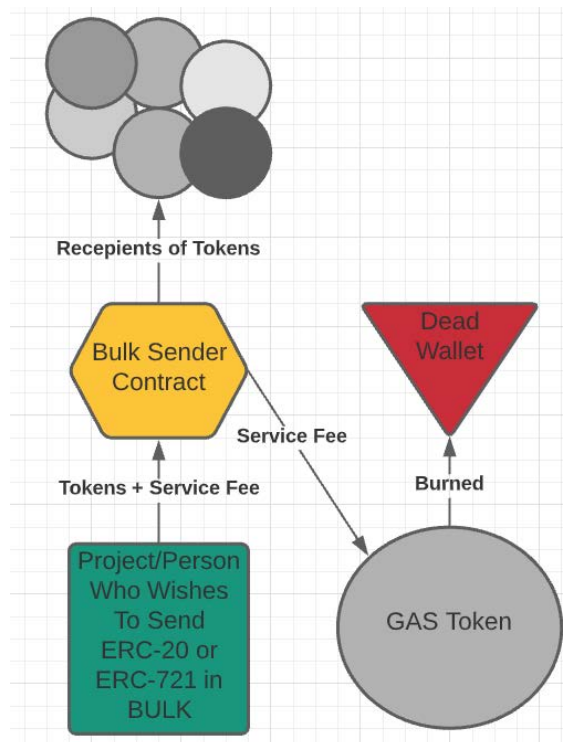 Recepients of Tokens
Bulk Sender
Contract
Dead
Wallet
Service Fee
Tokens + Service Fee
Burned
Project/Person
Who Wishes
To Send
ERC-20 or
ERC-721 in
BULK
GAS Token